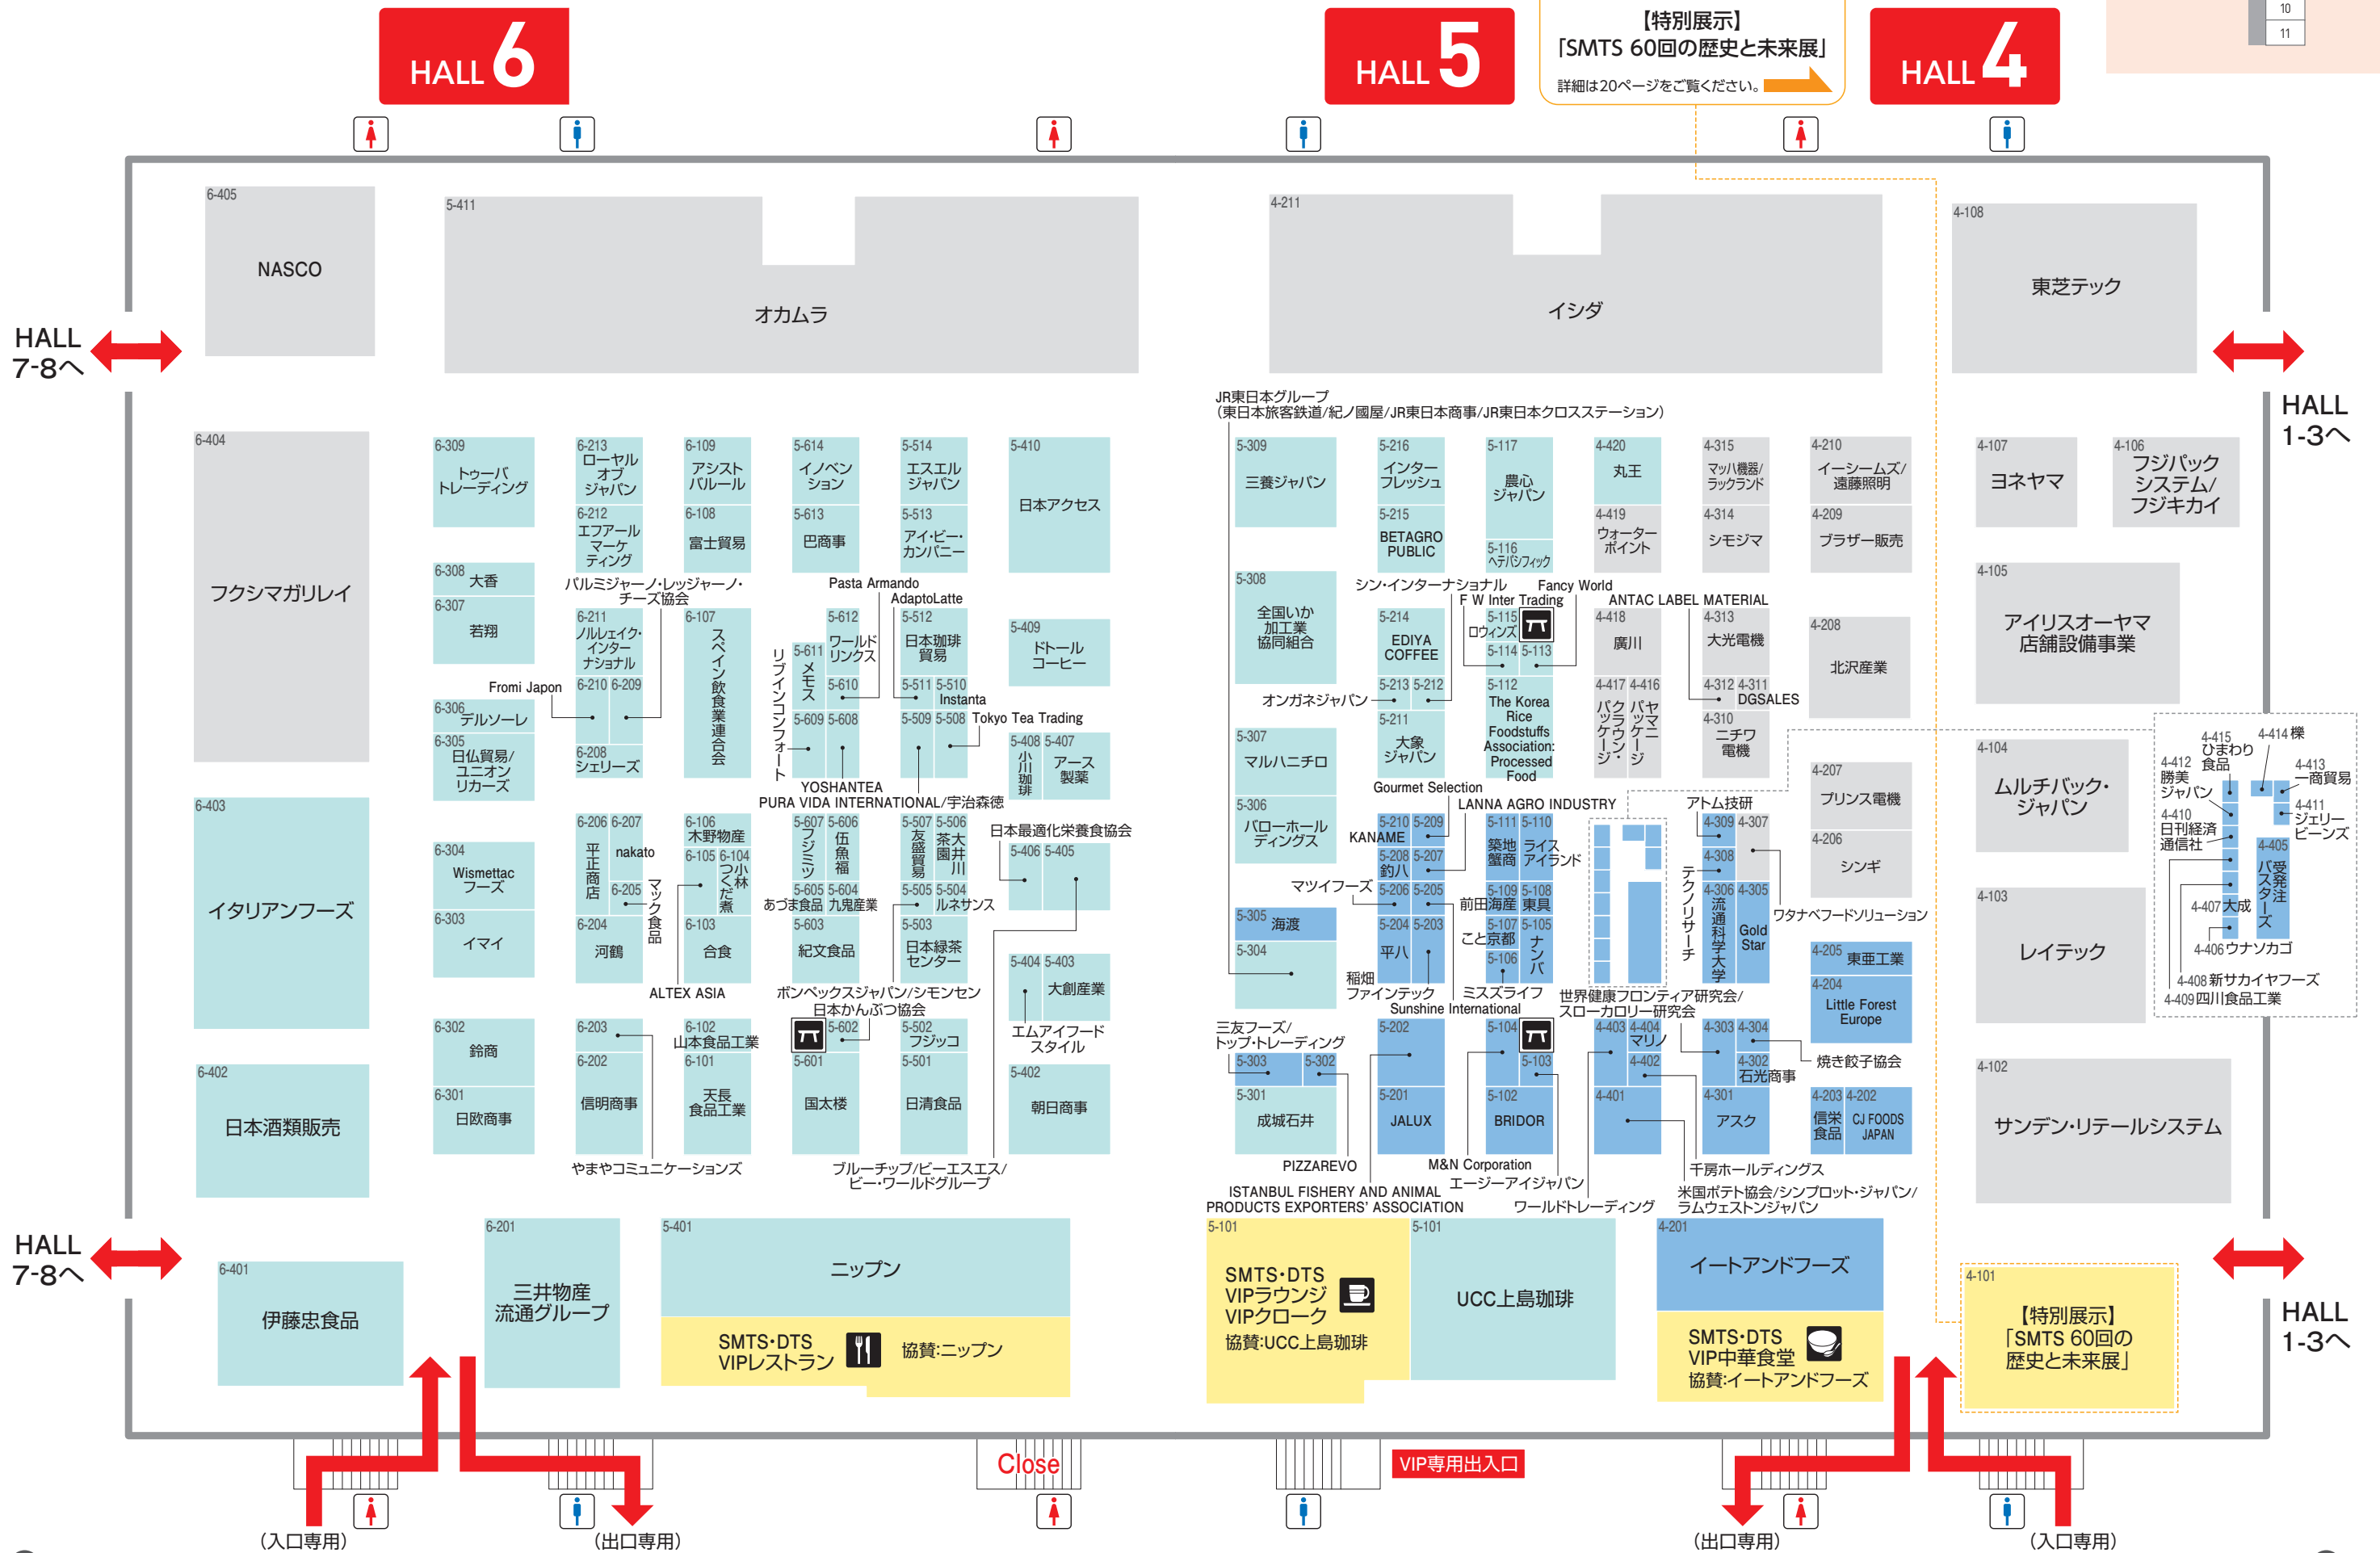 HALL 6
HALL 5
【特別展示】
「SMTS 60回の歴史と未来展」
詳細は20ページをご覧ください。
HALL 4
10
11
6-405
NASCO
5-411
オカムラ
4-211
イシダ
4-108
東芝テック
HALL
7-8へ
HALL
1-3へ
JR東日本グループ
(東日本旅客鉄道/紀ノ國屋/JR東日本商事/JR東日本クロスステーション)
6-404
フクシマガリレイ
6-403
イタリアンフーズ
6-402
日本酒類販売
6-401
伊藤忠食品
6-309
トゥーバ
トレーディング
6-308
大香
6-307
若翔
Fromi Japon
6-306
デルソーレ
6-305
日仏貿易/
ユニオン
リカーズ
6-304
Wismettac
フーズ
6-303
イマイ
6-302
鈴商
6-301
日欧商事
6-213
ローヤル
オブ
ジャパン
6-212
エフアール
マーケ
ティング
パルミジャーノ・レッジャーノ・
チーズ協会
6-211
ノルレェイク・
インター
ナショナル
6-210 6-209
6-208
シェリーズ
6-206 6-207
平正商店
nakato
6-205
マック食品
6-204
河鶴
6-203
6-202
信明商事
やまやコミュニケーションズ
6-201
三井物産
流通グループ
6-109
アシスト
バルール
6-108
富士貿易
6-107
スペイン飲食業連合会
6-106
木野物産
6-105 6-104
小林
つくだ煮
6-103
合食
ALTEX ASIA
6-102
山本食品工業
6-101
天長
食品工業
5-614
イノベン
ション
5-613
巴商事
Pasta Armando
AdaptoLatte
5-612
ワールド
リンクス
5-611
メモス
5-610
リブインコンフォート
5-609 5-608
YOSHANTEA
PURA VIDA INTERNATIONAL/宇治森徳
5-607 5-606
フジミツ
伍魚福
5-605 5-604
あづま食品 九鬼産業
5-603
紀文食品
ボンペックスジャパン/シモンセン
日本かんぶつ協会
5-602
5-601
国太楼
5-514
エスエル
ジャパン
5-513
アイ・ビー・
カンパニー
5-512
日本珈琲
貿易
5-511 5-510
Instanta
5-509 5-508
Tokyo Tea Trading
5-507 5-506
友盛貿易
大井川
茶園
5-505 5-504
ルネサンス
5-503
日本緑茶
センター
5-502
フジッコ
5-501
日清食品
5-410
日本アクセス
5-409
ドトール
コーヒー
5-408 5-407
小川珈琲
アース
製薬
日本最適化栄養食協会
5-406 5-405
5-404 5-403
大創産業
エムアイフード
スタイル
5-402
朝日商事
ブルーチップ/ビーエスエス/
ビー・ワールドグループ
5-401
ニップン
SMTS・DTS
VIPレストラン
協賛:ニップン
5-309
三養ジャパン
5-308
全国いか
加工業
協同組合
5-307
マルハニチロ
5-306
バローホール
ディングス
5-305
海渡
5-304
三友フーズ/
トップ・トレーディング
5-303 5-302
5-301
成城石井
PIZZAREVO
5-216
インター
フレッシュ
5-215
BETAGRO
PUBLIC
シン・インターナショナル
5-214
EDIYA
COFFEE
5-213 5-212
オンガネジャパン
5-211
大象
ジャパン
Gourmet Selection
5-210 5-209
KANAME
5-208 5-207
釣八
マツイフーズ
5-206 5-205
5-204 5-203
平八
稲畑
ファインテック
Sunshine International
5-202
5-201
JALUX
ISTANBUL FISHERY AND ANIMAL
PRODUCTS EXPORTERS' ASSOCIATION
5-117
農心
ジャパン
5-116
ヘテパシフィック
Fancy World
F W Inter Trading
5-115
ロウィンズ
5-114 5-113
5-112
The Korea
Rice
Foodstuffs
Association:
Processed
Food
LANNA AGRO INDUSTRY
5-111 5-110
築地
蟹商
ライス
アイランド
5-109 5-108
前田海産 東具
5-107 5-105
こと京都
ナンバ
5-106
ミスズライフ
5-104
5-103
5-102
BRIDOR
M&N Corporation
エージーアイジャパン
ワールドトレーディング
4-420
丸王
4-419
ウォーター
ポイント
ANTAC LABEL MATERIAL
4-418
廣川
4-417 4-416
クラウン・
パッケージ
ヤマニ
パッケージ
世界健康フロンティア研究会/
スローカロリー研究会
4-403 4-404
マリノ
4-402
4-401
千房ホールディングス
米国ポテト協会/シンプロット・ジャパン/
ラムウェストンジャパン
4-315
マッハ機器/
ラックランド
4-314
シモジマ
4-313
大光電機
4-312 4-311
DGSALES
4-310
ニチワ
電機
アトム技研
4-309 4-307
4-308
テクノリサーチ
4-306 4-305
流通科学大学
Gold
Star
ワタナベフードソリューション
4-303 4-304
焼き餃子協会
4-302
石光商事
4-301
アスク
4-210
イーシームズ/
遠藤照明
4-209
ブラザー販売
4-208
北沢産業
4-207
プリンス電機
4-206
シンギ
4-205
東亜工業
4-204
Little Forest
Europe
4-203 4-202
信栄
食品
CJ FOODS
JAPAN
4-107
ヨネヤマ
4-106
フジパック
システム/
フジキカイ
4-105
アイリスオーヤマ
店舗設備事業
4-104
ムルチバック・
ジャパン
4-103
レイテック
4-102
サンデン・リテールシステム
4-415
ひまわり
食品
4-414 櫟
4-412
勝美
ジャパン
4-413
一商貿易
4-410
日刊経済
通信社
4-411
ジェリー
ビーンズ
4-405
受発注
バスターズ
4-407 大成
4-406 ウナソカゴ
4-408 新サカイヤフーズ
4-409 四川食品工業
HALL
7-8へ
5-101
SMTS・DTS
VIPラウンジ
VIPクローク
協賛:UCC上島珈琲
5-101
UCC上島珈琲
4-201
イートアンドフーズ
SMTS・DTS
VIP中華食堂
協賛:イートアンドフーズ
4-101
【特別展示】
「SMTS 60回の
歴史と未来展」
HALL
1-3へ
Close
VIP専用出入口
(入口専用)
(出口専用)
(出口専用)
(入口専用)